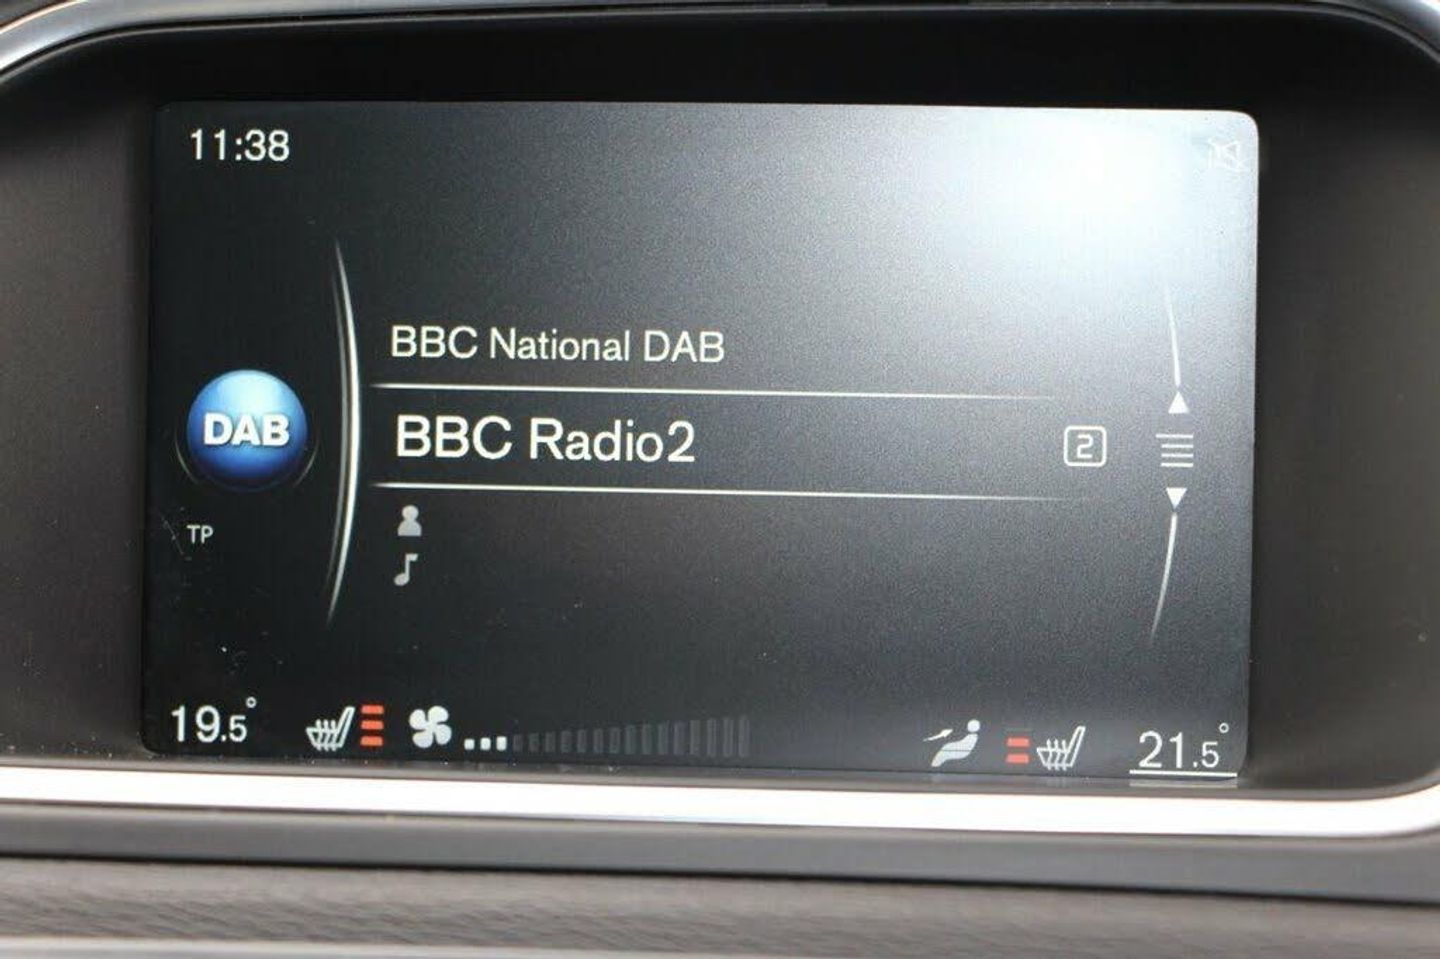 11:38
BBC National DAB
DAB
BBC Radio2
2
TP
19.5°
21.5°